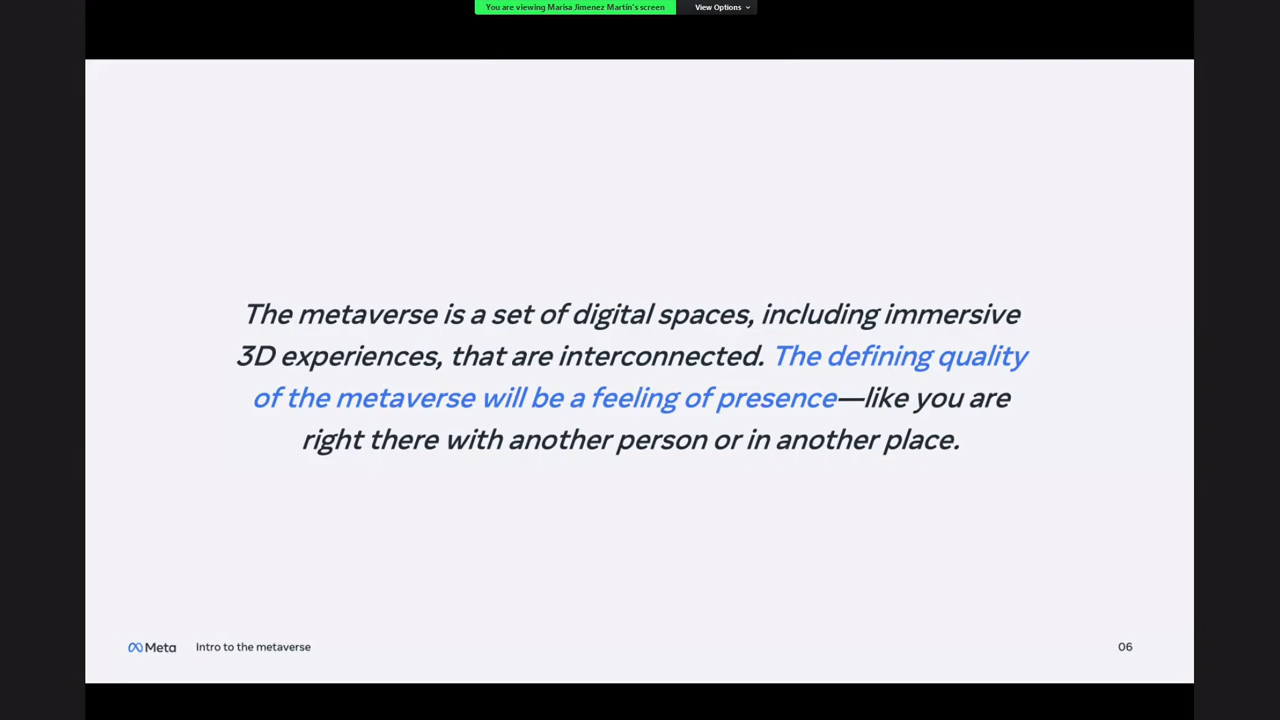 You are viewing Marisa Jimenez Martin's screen View Options
The metaverse is a set of digital spaces, including immersive
3D experiences, that are interconnected. The defining quality
of the metaverse will be a feeling of presence—like you are
right there with another person or in another place.
Meta Intro to the metaverse 06